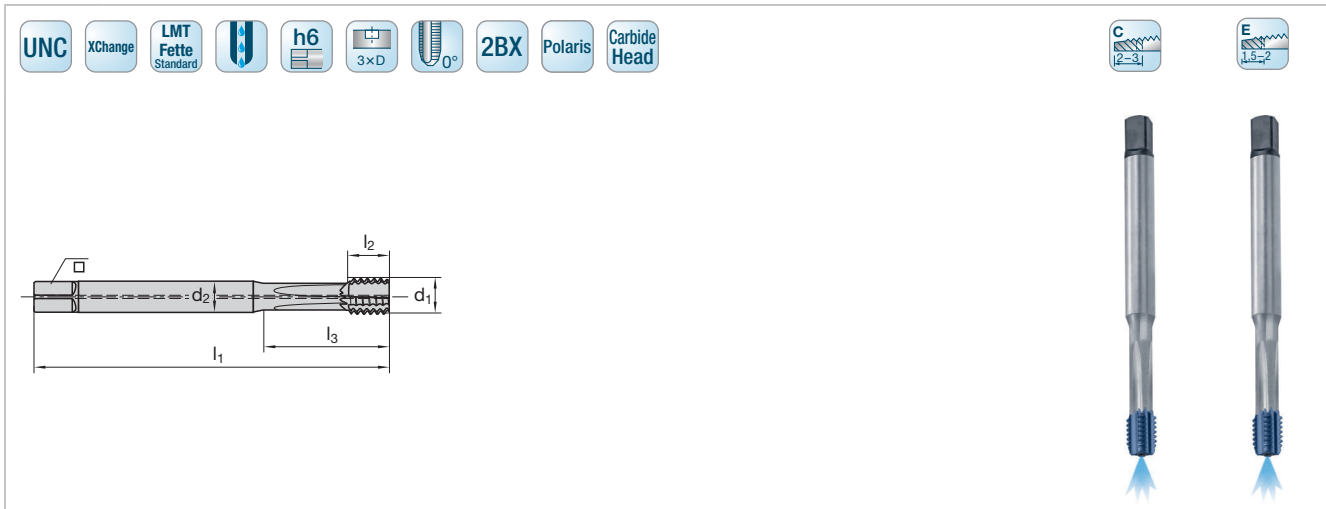 UNC
XChange
LMT
Fette
Standard
h6
3×D
0°
2BX
Polaris
Carbide
Head
C
2–3
E
1,5–2
l2
d2
d1
l3
l1